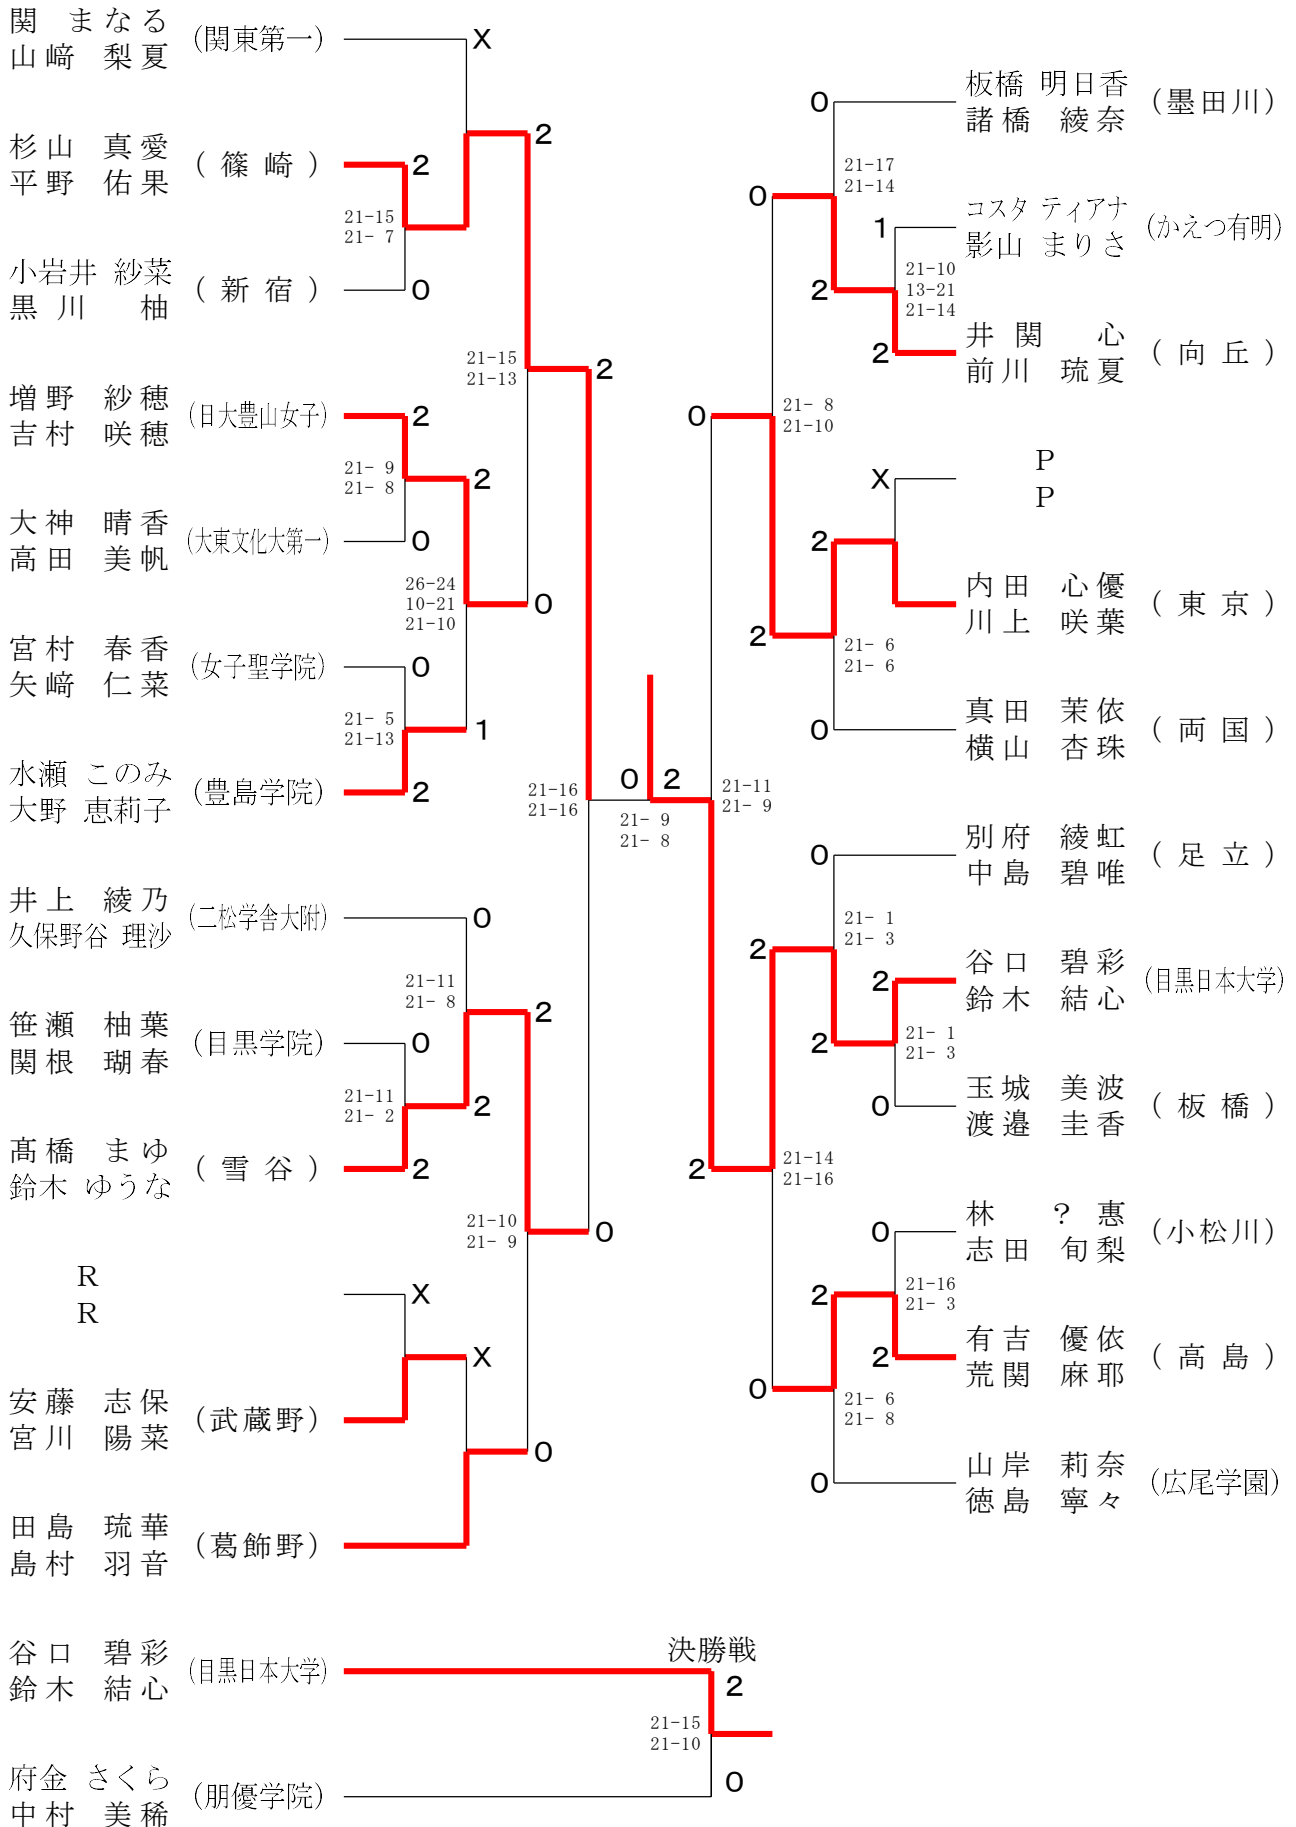 関 まなる
山﨑 梨夏
(関東第一)
X
2
杉山 真愛
平野 佑果
(篠崎)
2
21-15
21- 7
小岩井 紗菜
黒川 柚
(新宿)
0
21-15
21-13
2
増野 紗穂
吉村 咲穂
(日大豊山女子)
2
21- 9
21- 8
2
大神 晴香
高田 美帆
(大東文化大第一)
0
26-24
10-21
21-10
0
宮村 春香
矢﨑 仁菜
(女子聖学院)
0
21- 5
21-13
1
水瀬 このみ
大野 恵莉子
(豊島学院)
2
21-16
21-16
0 2
21- 9
21- 8
井上 綾乃
久保野谷 理沙
(二松学舎大附)
0
21-11
21- 8
2
笹瀬 柚葉
関根 瑚春
(目黒学院)
0
21-11
21- 2
2
髙橋 まゆ
鈴木 ゆうな
(雪谷)
2
21-10
21- 9
0
R
R
X
X
安藤 志保
宮川 陽菜
(武蔵野)
0
田島 琉華
島村 羽音
(葛飾野)
板橋 明日香
諸橋 綾奈
(墨田川)
0
21-17
21-14
0
コスタ ティアナ
影山 まりさ
(かえつ有明)
1
21-10
13-21
21-14
2
井関 心
前川 琉夏
(向丘)
2
21- 8
21-10
0
P
P
X
2
内田 心優
川上 咲葉
(東京)
2
21- 6
21- 6
真田 茉依
横山 杏珠
(両国)
0
21-11
21- 9
別府 綾虹
中島 碧唯
(足立)
0
21- 1
21- 3
2
谷口 碧彩
鈴木 結心
(目黒日本大学)
2
21- 1
21- 3
2
玉城 美波
渡邉 圭香
(板橋)
0
21-14
21-16
2
林 ? 惠
志田 旬梨
(小松川)
0
21-16
21- 3
2
有吉 優依
荒関 麻耶
(高島)
2
0
21- 6
21- 8
山岸 莉奈
徳島 寧々
(広尾学園)
0
決勝戦
谷口 碧彩
鈴木 結心
(目黒日本大学)
2
21-15
21-10
府金 さくら
中村 美稀
(朋優学院)
0